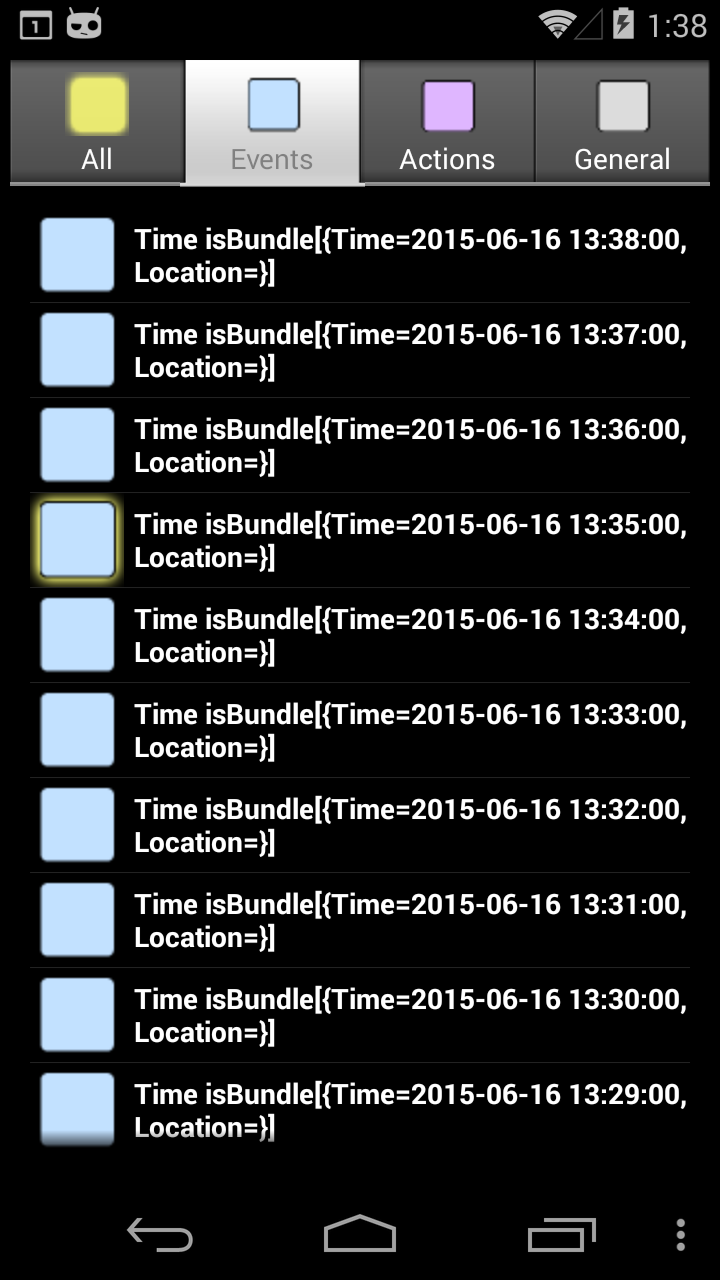 1
1:38
All
Events
Actions
General
Time isBundle[{Time=2015-06-16 13:38:00,
Location=}]
Time isBundle[{Time=2015-06-16 13:37:00,
Location=}]
Time isBundle[{Time=2015-06-16 13:36:00,
Location=}]
Time isBundle[{Time=2015-06-16 13:35:00,
Location=}]
Time isBundle[{Time=2015-06-16 13:34:00,
Location=}]
Time isBundle[{Time=2015-06-16 13:33:00,
Location=}]
Time isBundle[{Time=2015-06-16 13:32:00,
Location=}]
Time isBundle[{Time=2015-06-16 13:31:00,
Location=}]
Time isBundle[{Time=2015-06-16 13:30:00,
Location=}]
Time isBundle[{Time=2015-06-16 13:29:00,
Location=}]